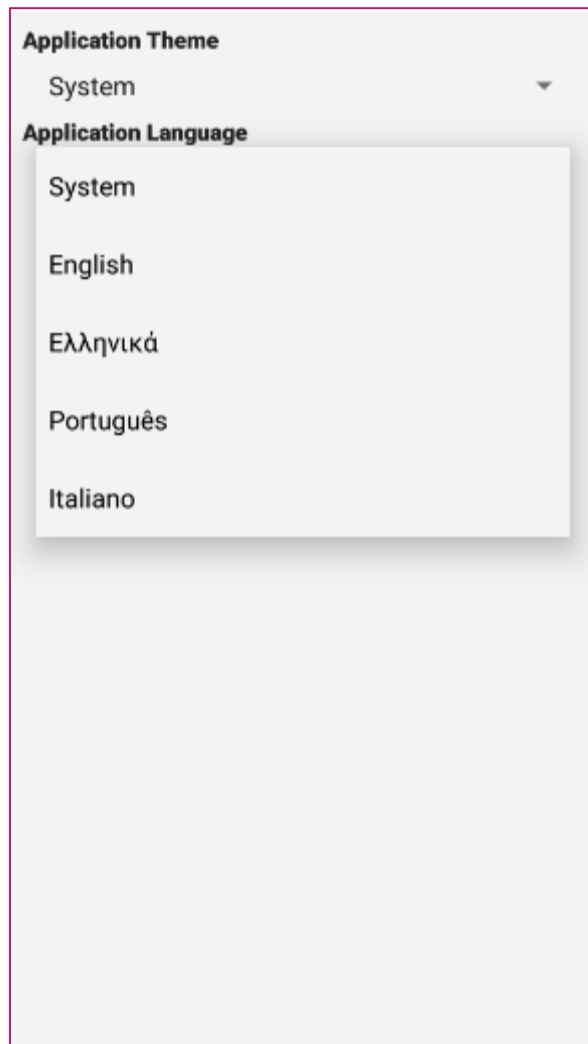 Application Theme
System
Application Language
System
English
Ελληνικά
Português
Italiano